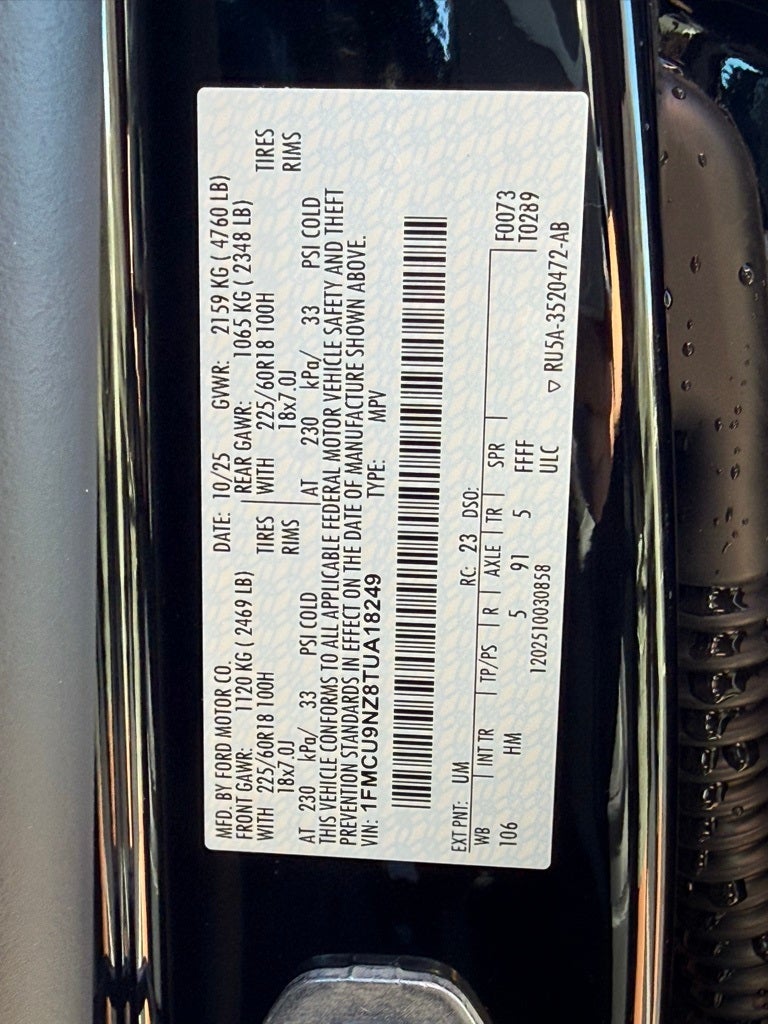 MFD. BY FORD MOTOR CO. DATE: 10/25 GVWR: 2159 KG ( 4760 LB)
FRONT GAWR: 1120 KG ( 2469 LB) REAR GAWR: 1065 KG ( 2348 LB)
WITH 225/60R18 100H TIRES WITH 225/60R18 100H TIRES
18x7.0J RIMS 18x7.0J RIMS
AT 230 kPa/ 33 PSI COLD AT 230 kPa/ 33 PSI COLD
THIS VEHICLE CONFORMS TO ALL APPLICABLE FEDERAL MOTOR VEHICLE SAFETY AND THEFT
PREVENTION STANDARDS IN EFFECT ON THE DATE OF MANUFACTURE SHOWN ABOVE.
VIN: 1FMCU9NZ8TUA18249 TYPE: MPV
EXT PNT: UM RC: 23 DSO:
WB INT TR TP/PS R AXLE TR SPR F0073
106 HM 5 91 5 FFFF T0289
1202510030858 ULC
▽ RU5A-3520472-AB